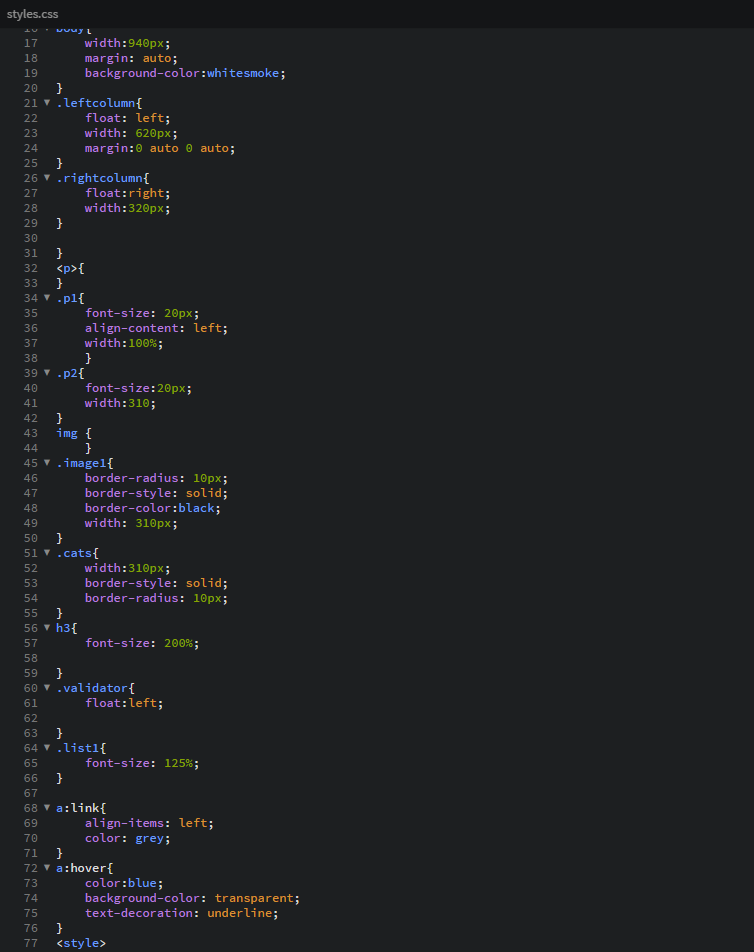 styles.css
16 body{
17 width:940px;
18 margin: auto;
19 background-color:whitesmoke;
20 }
21 .leftcolumn{
22 float: left;
23 width: 620px;
24 margin:0 auto 0 auto;
25 }
26 .rightcolumn{
27 float:right;
28 width:320px;
29 }
30
31 }
32 <p>{
33 }
34 .p1{
35 font-size: 20px;
36 align-content: left;
37 width:100%;
38 }
39 .p2{
40 font-size:20px;
41 width:310;
42 }
43 img {
44 }
45 .image1{
46 border-radius: 10px;
47 border-style: solid;
48 border-color:black;
49 width: 310px;
50 }
51 .cats{
52 width:310px;
53 border-style: solid;
54 border-radius: 10px;
55 }
56 h3{
57 font-size: 200%;
58
59 }
60 .validator{
61 float:left;
62
63 }
64 .list1{
65 font-size: 125%;
66 }
67
68 a:link{
69 align-items: left;
70 color: grey;
71 }
72 a:hover{
73 color:blue;
74 background-color: transparent;
75 text-decoration: underline;
76 }
77 <style>